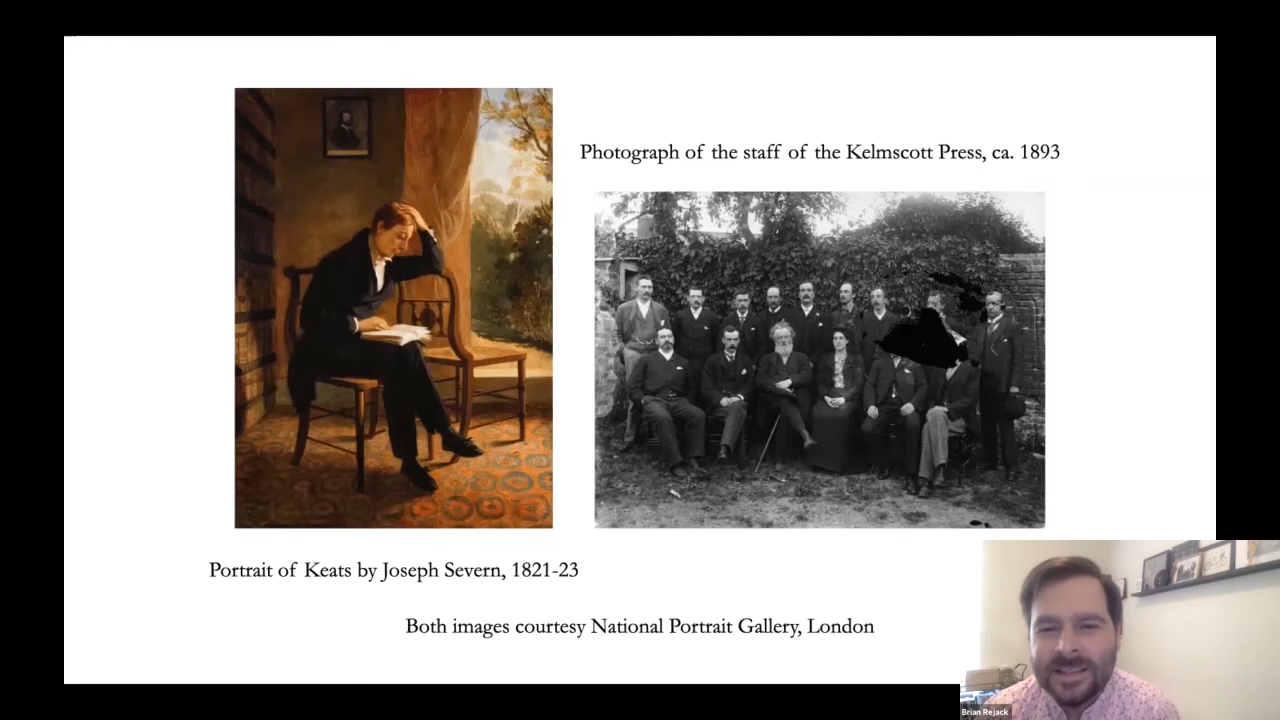 Photograph of the staff of the Kelmscott Press, ca. 1893
Portrait of Keats by Joseph Severn, 1821-23
Both images courtesy National Portrait Gallery, London
Brian Rejack